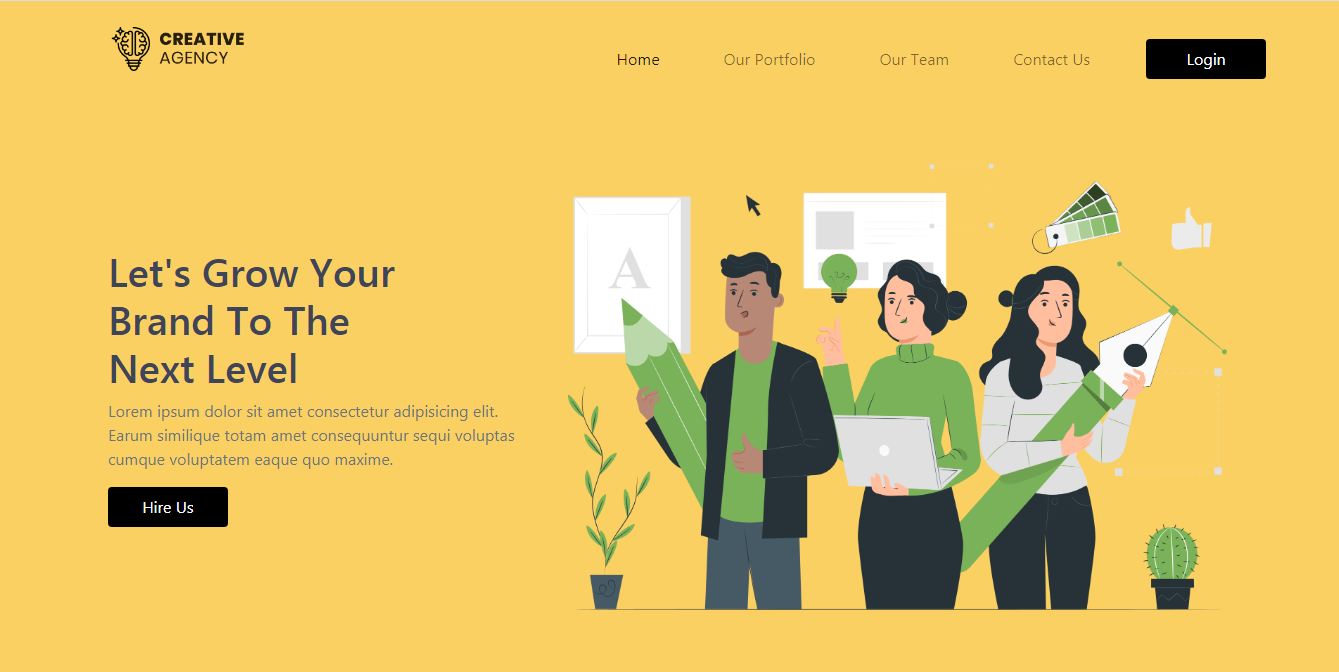 CREATIVE
AGENCY
Home
Our Portfolio
Our Team
Contact Us
Login
A
Let's Grow Your
Brand To The
Next Level
Lorem ipsum dolor sit amet consectetur adipisicing elit.
Earum similique totam amet consequuntur sequi voluptas
cumque voluptatem eaque quo maxime.
Hire Us